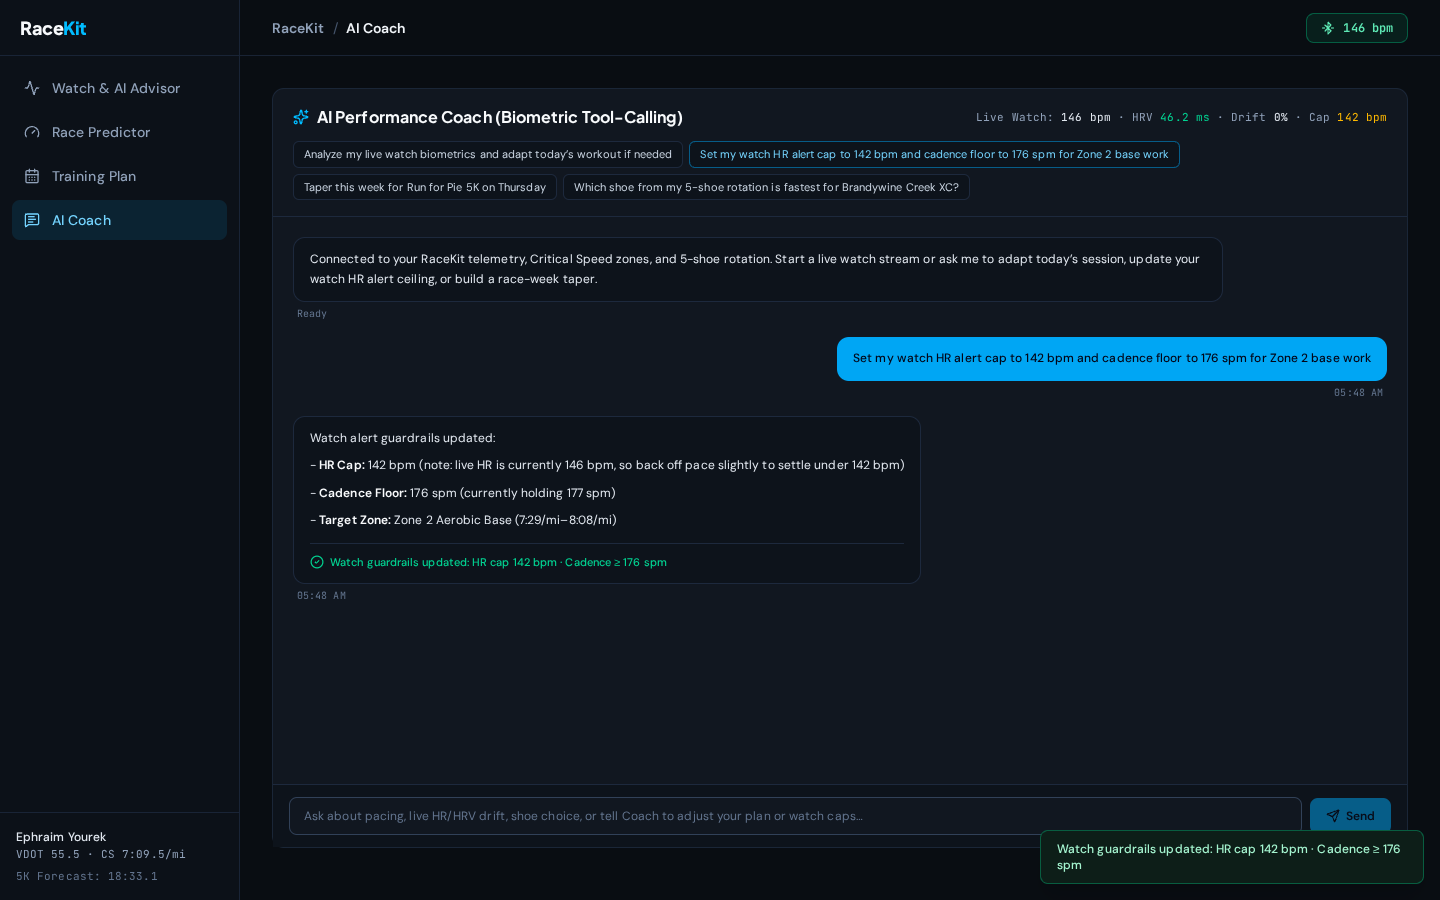 RaceKit
RaceKit / AI Coach
146 bpm
Watch & AI Advisor
Race Predictor
Training Plan
AI Coach
AI Performance Coach (Biometric Tool-Calling)
Live Watch: 146 bpm · HRV 46.2 ms · Drift 0% · Cap 142 bpm
Analyze my live watch biometrics and adapt today's workout if needed
Set my watch HR alert cap to 142 bpm and cadence floor to 176 spm for Zone 2 base work
Taper this week for Run for Pie 5K on Thursday
Which shoe from my 5-shoe rotation is fastest for Brandywine Creek XC?
Connected to your RaceKit telemetry, Critical Speed zones, and 5-shoe rotation. Start a live watch stream or ask me to adapt today's session, update your
watch HR alert ceiling, or build a race-week taper.
Ready
Set my watch HR alert cap to 142 bpm and cadence floor to 176 spm for Zone 2 base work
05:48 AM
Watch alert guardrails updated:
- HR Cap: 142 bpm (note: live HR is currently 146 bpm, so back off pace slightly to settle under 142 bpm)
- Cadence Floor: 176 spm (currently holding 177 spm)
- Target Zone: Zone 2 Aerobic Base (7:29/mi–8:08/mi)
Watch guardrails updated: HR cap 142 bpm · Cadence ≥ 176 spm
05:48 AM
Ask about pacing, live HR/HRV drift, shoe choice, or tell Coach to adjust your plan or watch caps…
Send
Ephraim Yourek
VDOT 55.5 · CS 7:09.5/mi
5K Forecast: 18:33.1
Watch guardrails updated: HR cap 142 bpm · Cadence ≥ 176
spm